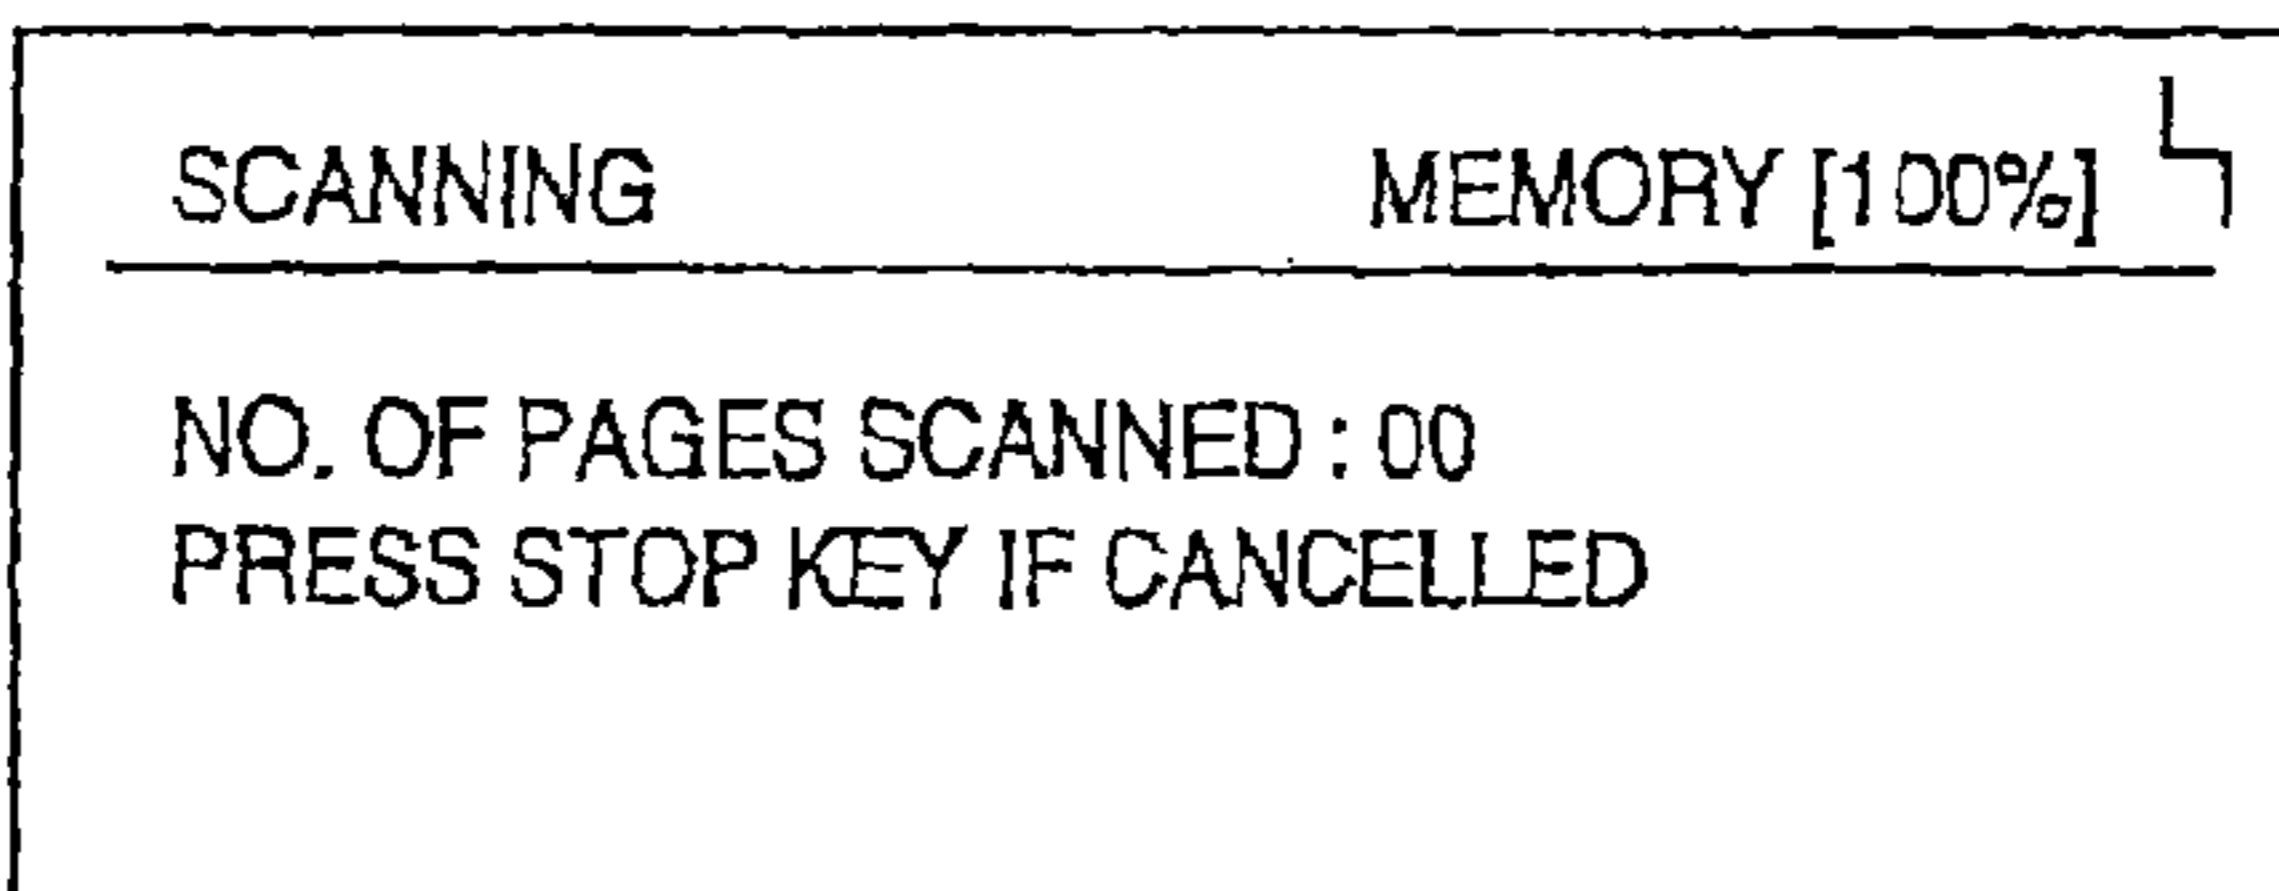 SCANNING MEMORY [100%]
NO. OF PAGES SCANNED : 00
PRESS STOP KEY IF CANCELLED